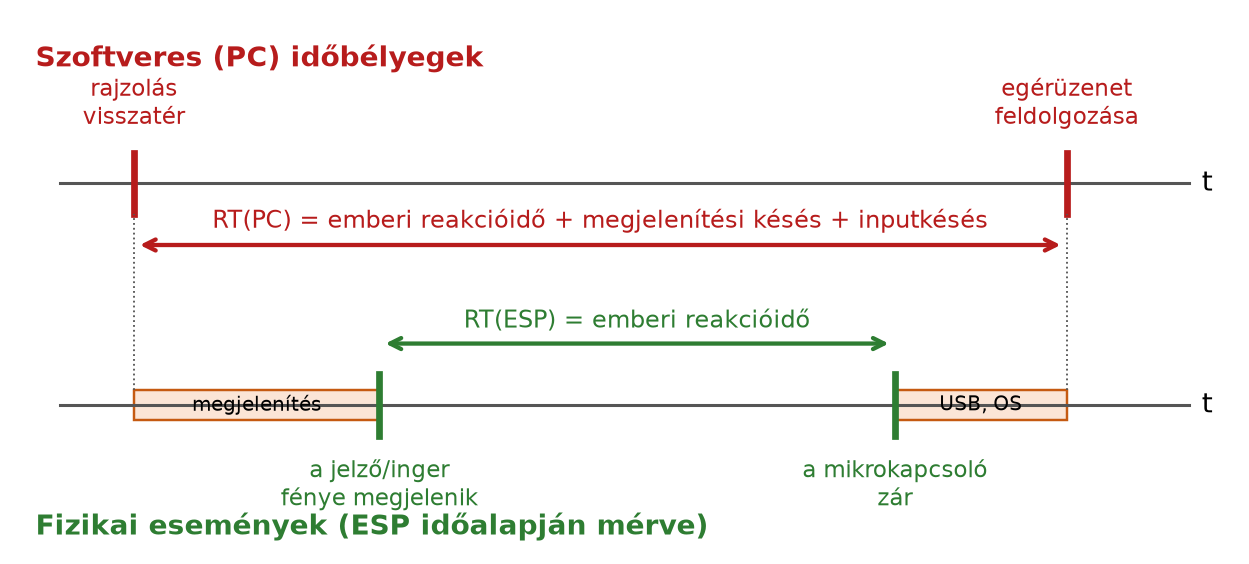 Szoftveres (PC) időbélyegek
rajzolás
visszatér
egérüzenet
feldolgozása
t
RT(PC) = emberi reakcióidő + megjelenítési késés + inputkésés
RT(ESP) = emberi reakcióidő
megjelenítés
USB, OS
t
a jelző/inger
fénye megjelenik
a mikrokapcsoló
zár
Fizikai események (ESP időalapján mérve)